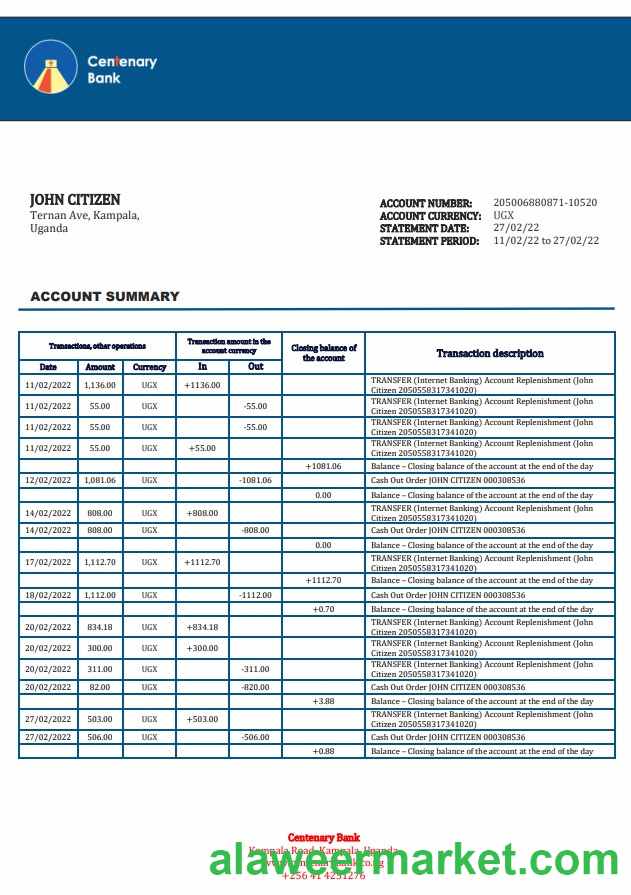 Centenary
Bank
JOHN CITIZEN
Ternan Ave, Kampala,
Uganda
ACCOUNT NUMBER: 205006880871-10520
ACCOUNT CURRENCY: UGX
STATEMENT DATE: 27/02/22
STATEMENT PERIOD: 11/02/22 to 27/02/22
ACCOUNT SUMMARY
Transactions, other operations
Transaction amount in the
account currency
Closing balance of
the account
Transaction description
Date Amount Currency In Out
11/02/2022 1,136.00 UGX +1136.00 TRANSFER (Internet Banking) Account Replenishment (John
Citizen 2050558317341020)
11/02/2022 55.00 UGX -55.00 TRANSFER (Internet Banking) Account Replenishment (John
Citizen 2050558317341020)
11/02/2022 55.00 UGX -55.00 TRANSFER (Internet Banking) Account Replenishment (John
Citizen 2050558317341020)
11/02/2022 55.00 UGX +55.00 TRANSFER (Internet Banking) Account Replenishment (John
Citizen 2050558317341020)
+1081.06 Balance – Closing balance of the account at the end of the day
12/02/2022 1,081.06 UGX -1081.06 Cash Out Order JOHN CITIZEN 000308536
0.00 Balance – Closing balance of the account at the end of the day
14/02/2022 808.00 UGX +808.00 TRANSFER (Internet Banking) Account Replenishment (John
Citizen 2050558317341020)
14/02/2022 808.00 UGX -808.00 Cash Out Order JOHN CITIZEN 000308536
0.00 Balance – Closing balance of the account at the end of the day
17/02/2022 1,112.70 UGX +1112.70 TRANSFER (Internet Banking) Account Replenishment (John
Citizen 2050558317341020)
+1112.70 Balance – Closing balance of the account at the end of the day
18/02/2022 1,112.00 UGX -1112.00 Cash Out Order JOHN CITIZEN 000308536
+0.70 Balance – Closing balance of the account at the end of the day
20/02/2022 834.18 UGX +834.18 TRANSFER (Internet Banking) Account Replenishment (John
Citizen 2050558317341020)
20/02/2022 300.00 UGX +300.00 TRANSFER (Internet Banking) Account Replenishment (John
Citizen 2050558317341020)
20/02/2022 311.00 UGX -311.00 TRANSFER (Internet Banking) Account Replenishment (John
Citizen 2050558317341020)
20/02/2022 82.00 UGX -820.00 Cash Out Order JOHN CITIZEN 000308536
+3.88 Balance – Closing balance of the account at the end of the day
27/02/2022 503.00 UGX +503.00 TRANSFER (Internet Banking) Account Replenishment (John
Citizen 2050558317341020)
27/02/2022 506.00 UGX -506.00 Cash Out Order JOHN CITIZEN 000308536
+0.88 Balance – Closing balance of the account at the end of the day
Centenary Bank
Kampala Road, Kampala, Uganda
alaweermarket.com
+256 41 4251276